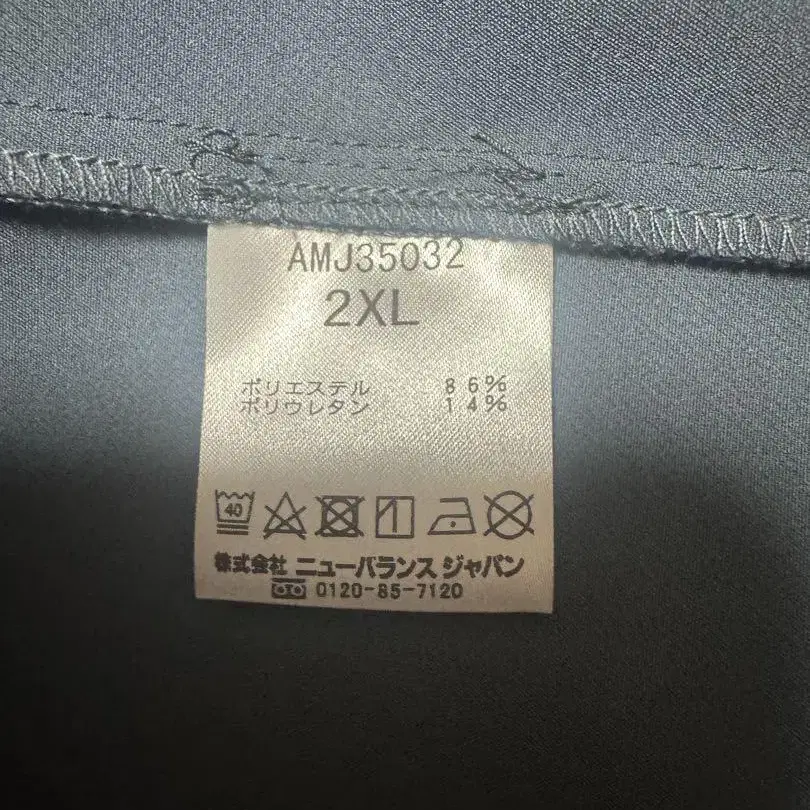 AMJ35032
2XL
ポリエステル 86%
ポリウレタン 14%
40
株式会社 ニューバランス ジャパン
0120-85-7120